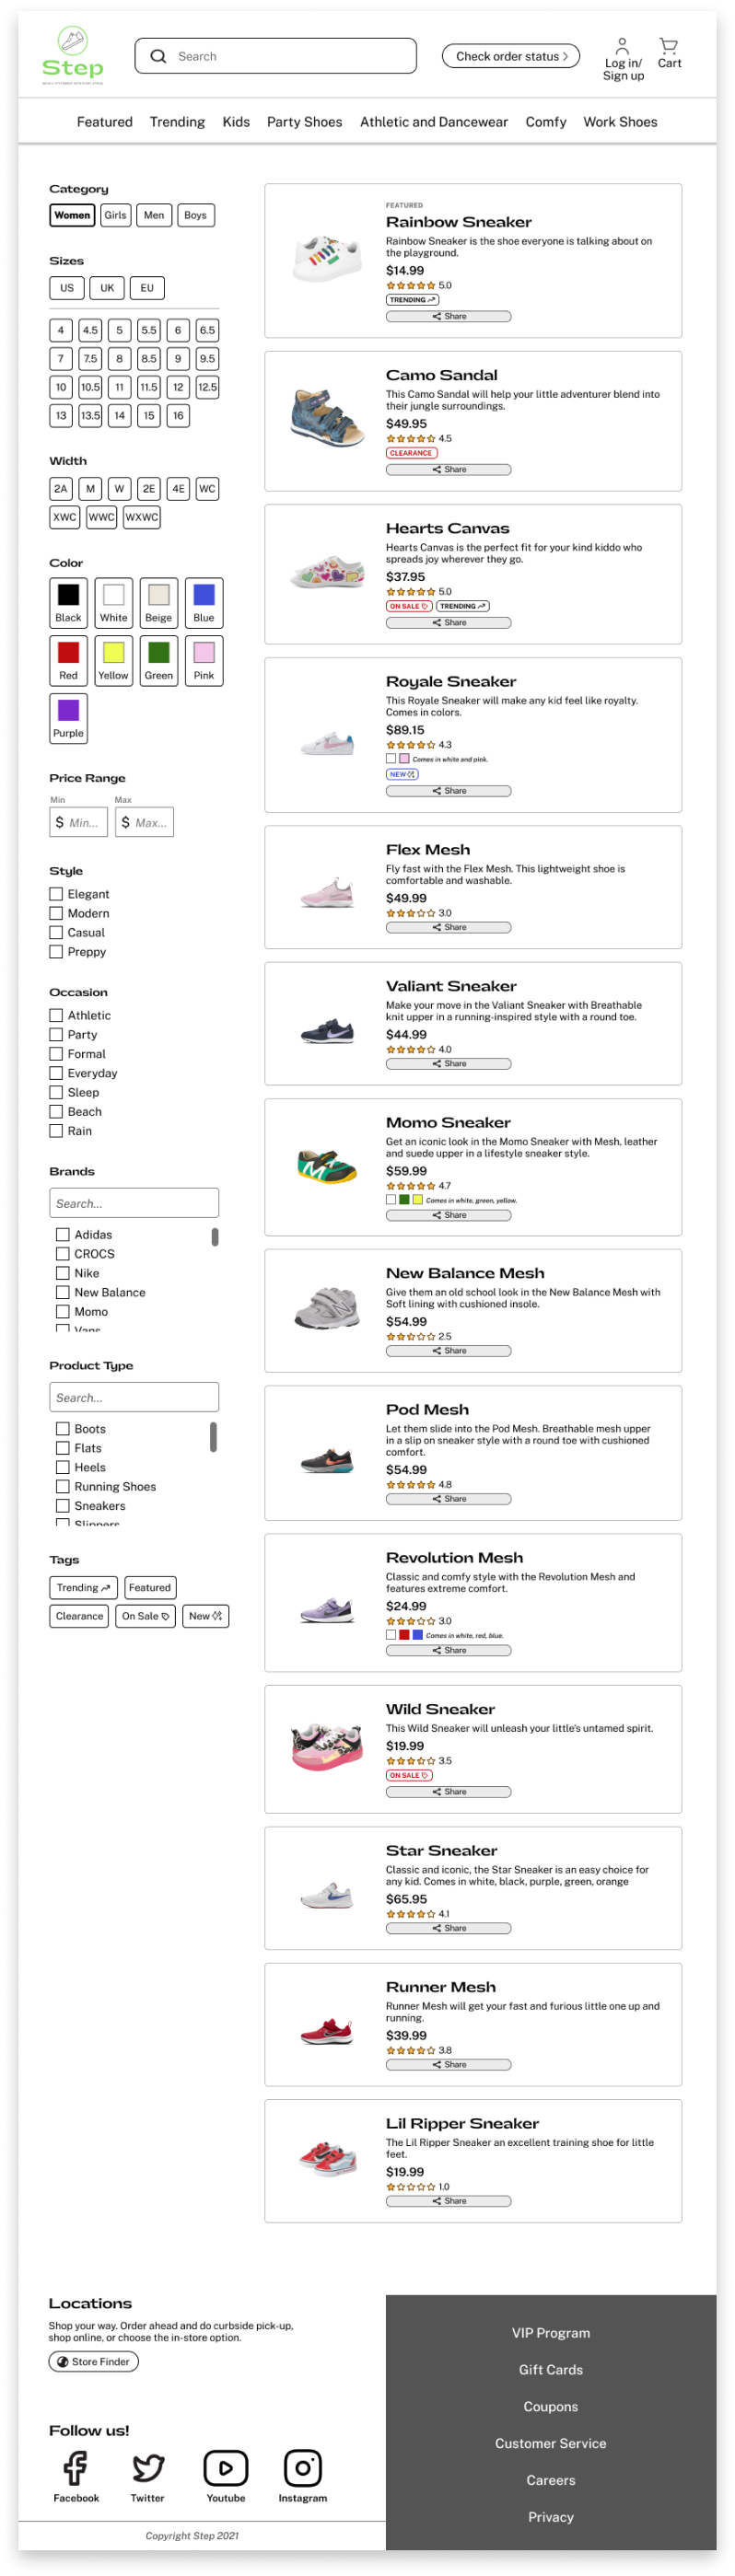 Step
Search
Check order status
Log in/
Sign up
Cart
Featured Trending Kids Party Shoes Athletic and Dancewear Comfy Work Shoes
Category
Women Girls Men Boys
Sizes
US UK EU
4 4.5 5 5.5 6 6.5
7 7.5 8 8.5 9 9.5
10 10.5 11 11.5 12 12.5
13 13.5 14 15 16
Width
2A M W 2E 4E WC
XWC WWC WXWC
Color
Black White Beige Blue
Red Yellow Green Pink
Purple
Price Range
Min Max
$ Min... $ Max...
Style
Elegant
Modern
Casual
Preppy
Occasion
Athletic
Party
Formal
Everyday
Sleep
Beach
Rain
Brands
Search...
Adidas
CROCS
Nike
New Balance
Momo
Vans
Product Type
Search...
Boots
Flats
Heels
Running Shoes
Sneakers
Slippers
Tags
Trending Featured
Clearance On Sale New
FEATURED
Rainbow Sneaker
Rainbow Sneaker is the shoe everyone is talking about on
the playground.
$14.99
5.0
TRENDING
Share
Camo Sandal
This Camo Sandal will help your little adventurer blend into
their jungle surroundings.
$49.95
4.5
CLEARANCE
Share
Hearts Canvas
Hearts Canvas is the perfect fit for your kind kiddo who
spreads joy wherever they go.
$37.95
5.0
ON SALE TRENDING
Share
Royale Sneaker
This Royale Sneaker will make any kid feel like royalty.
Comes in colors.
$89.15
4.3
Comes in white and pink.
NEW
Share
Flex Mesh
Fly fast with the Flex Mesh. This lightweight shoe is
comfortable and washable.
$49.99
3.0
Share
Valiant Sneaker
Make your move in the Valiant Sneaker with Breathable
knit upper in a running-inspired style with a round toe.
$44.99
4.0
Share
Momo Sneaker
Get an iconic look in the Momo Sneaker with Mesh, leather
and suede upper in a lifestyle sneaker style.
$59.99
4.7
Comes in white, green, yellow.
Share
New Balance Mesh
Give them an old school look in the New Balance Mesh with
Soft lining with cushioned insole.
$54.99
2.5
Share
Pod Mesh
Let them slide into the Pod Mesh. Breathable mesh upper
in a slip on sneaker style with a round toe with cushioned
comfort.
$54.99
4.8
Share
Revolution Mesh
Classic and comfy style with the Revolution Mesh and
features extreme comfort.
$24.99
3.0
Comes in white, red, blue.
Share
Wild Sneaker
This Wild Sneaker will unleash your little's untamed spirit.
$19.99
3.5
ON SALE
Share
Star Sneaker
Classic and iconic, the Star Sneaker is an easy choice for
any kid. Comes in white, black, purple, green, orange
$65.95
4.1
Share
Runner Mesh
Runner Mesh will get your fast and furious little one up and
running.
$39.99
3.8
Share
Lil Ripper Sneaker
The Lil Ripper Sneaker an excellent training shoe for little
feet.
$19.99
1.0
Share
Locations
Shop your way. Order ahead and do curbside pick-up,
shop online, or choose the in-store option.
Store Finder
Follow us!
Facebook Twitter Youtube Instagram
Copyright Step 2021
VIP Program
Gift Cards
Coupons
Customer Service
Careers
Privacy